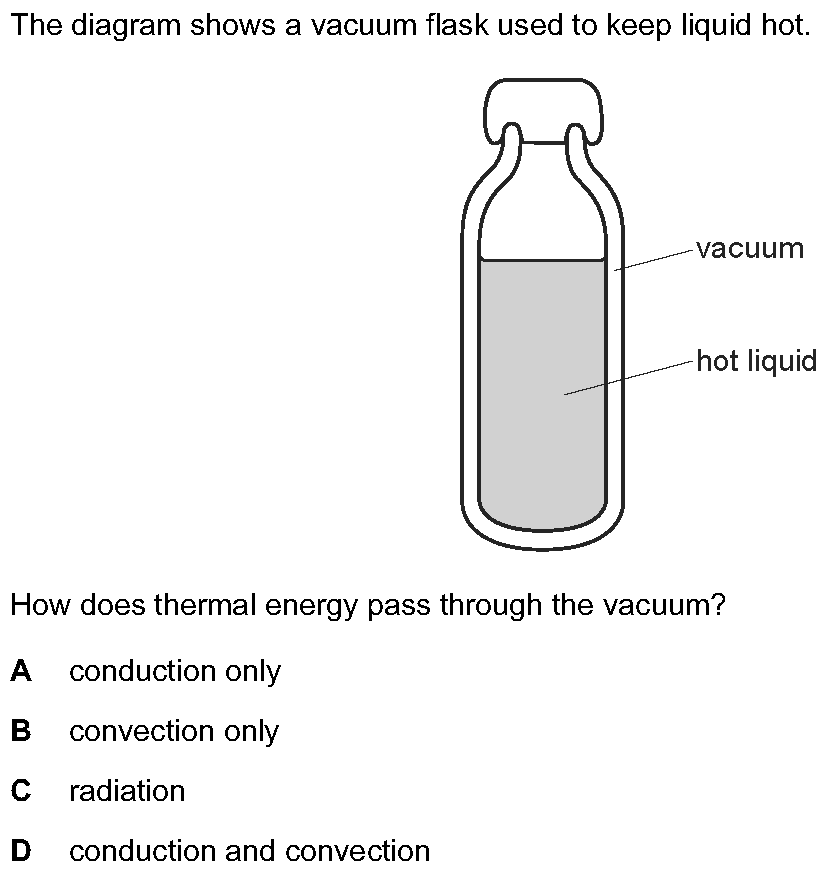 The diagram shows a vacuum flask used to keep liquid hot.
vacuum
hot liquid
How does thermal energy pass through the vacuum?
A conduction only
B convection only
C radiation
D conduction and convection